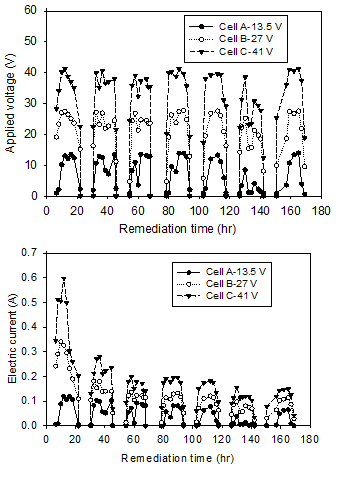 60
50
40
30
20
10
0
Applied voltage (V)
Cell A-13.5 V
Cell B-27 V
Cell C-41 V
0 20 40 60 80 100 120 140 160 180
Remediation time (hr)
0.7
0.6
0.5
0.4
0.3
0.2
0.1
0.0
Electric current (A)
Cell A-13.5 V
Cell B-27 V
Cell C-41 V
0 20 40 60 80 100 120 140 160 180
Remediation time (hr)